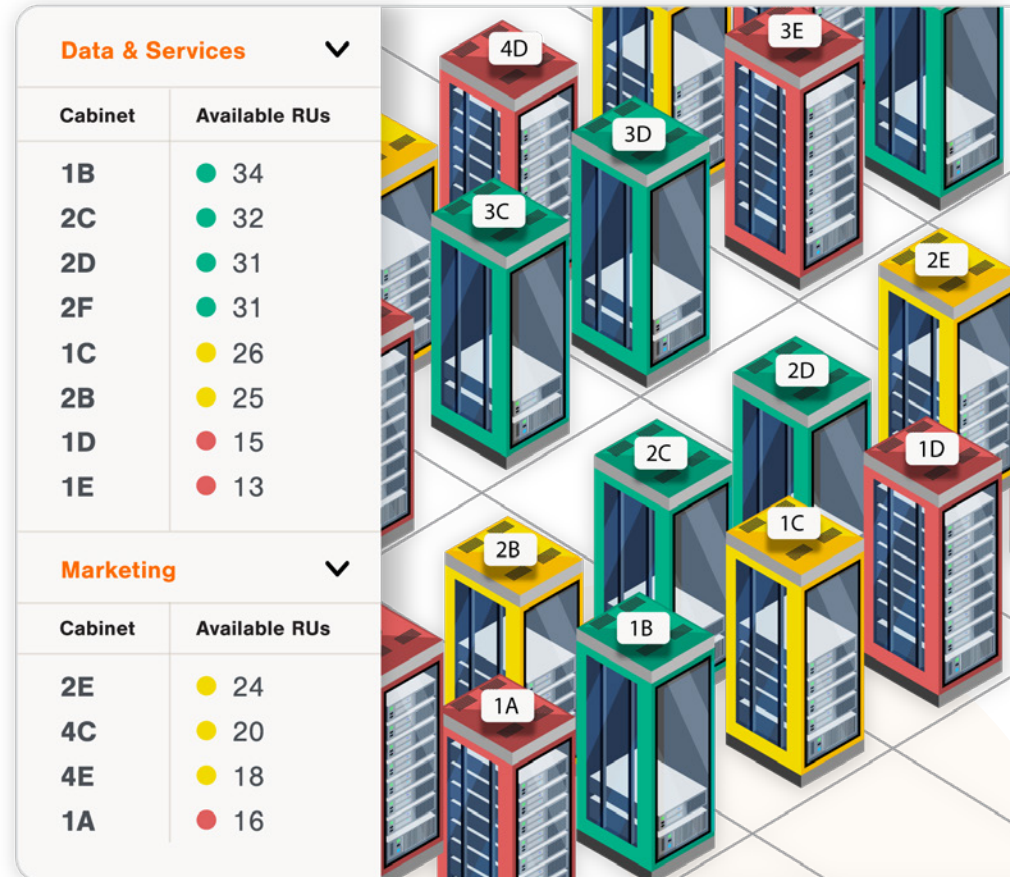 Data & Services
Cabinet Available RUs
1B 34
2C 32
2D 31
2F 31
1C 26
2B 25
1D 15
1E 13
Marketing
Cabinet Available RUs
2E 24
4C 20
4E 18
1A 16
4D
3E
3D
3C
2E
2D
2C
1D
1C
2B
1B
1A